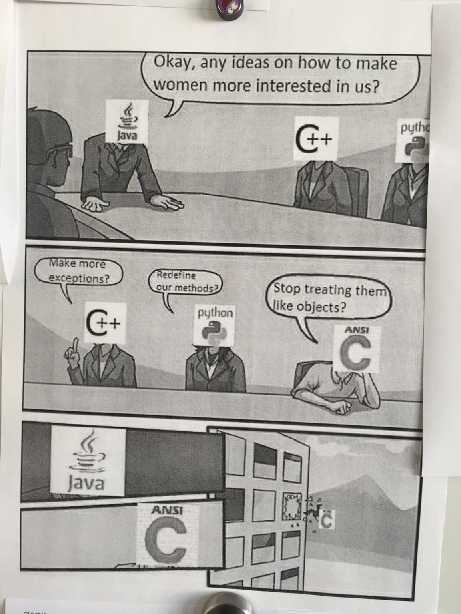 Okay, any ideas on how to make
women more interested in us?
Java
C++
pytho
Make more
exceptions?
Redefine
our methods?
Stop treating them
like objects?
C++
python
ANSI
C
Java
ANSI
C
C